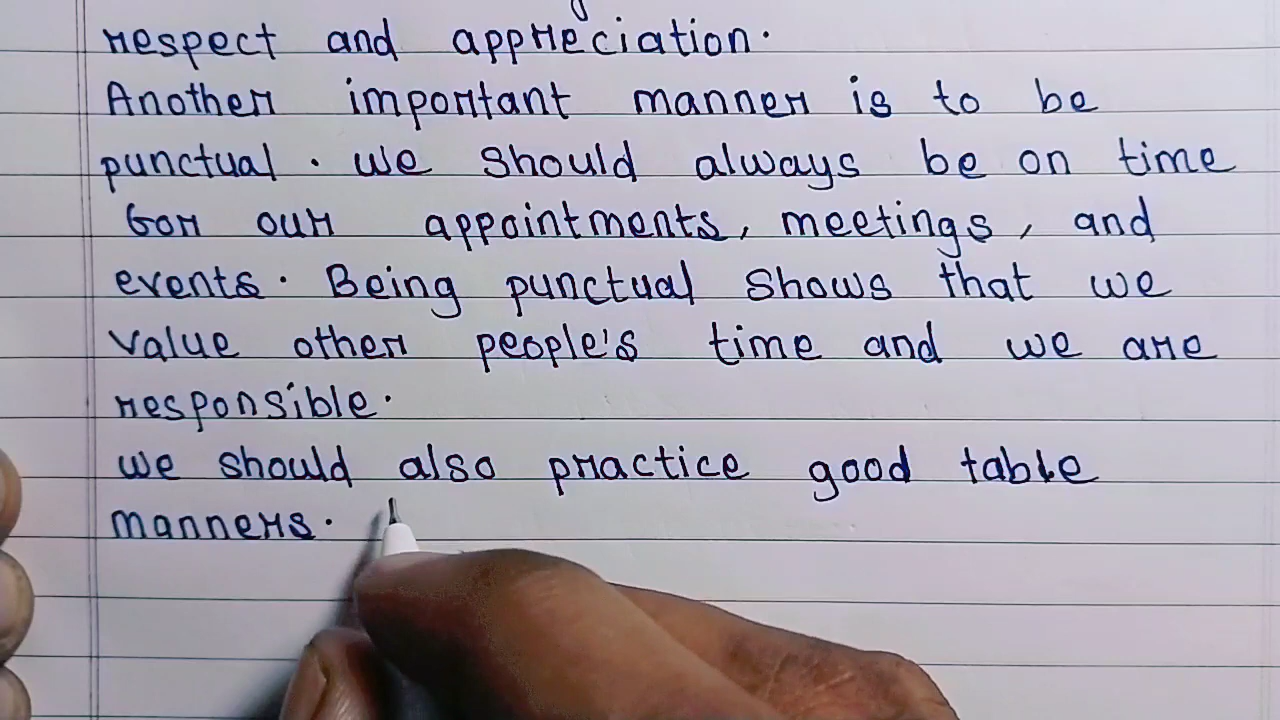 respect and appreciation.
Another important manner is to be
punctual. we should always be on time
for our appointments, meetings, and
events. Being punctual shows that we
value other people's time and we are
responsible.
we should also practice good table
manners.